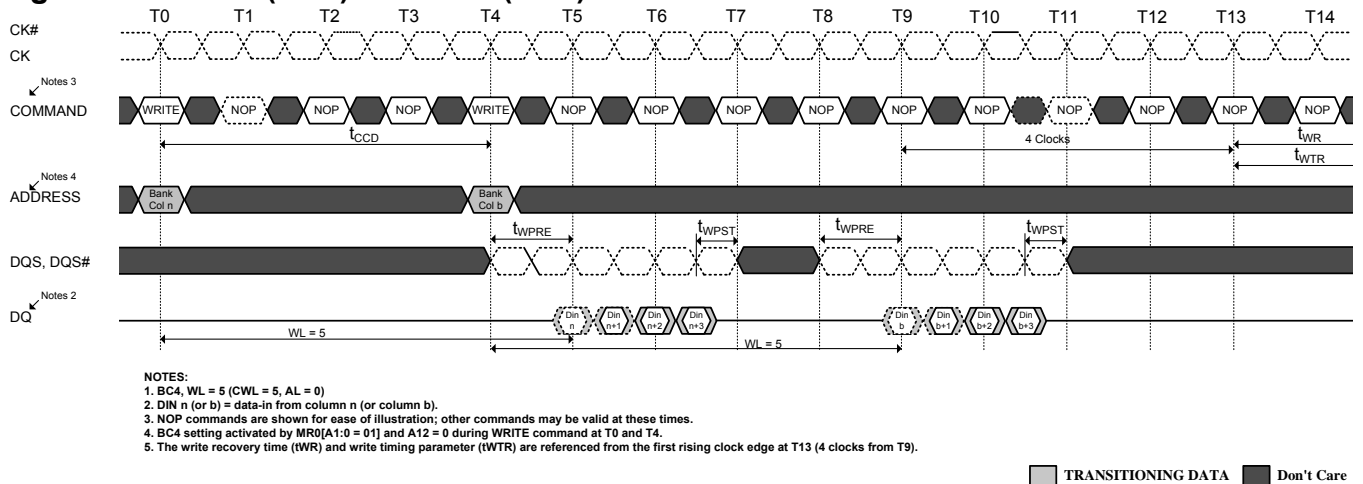 T0 T1 T2 T3 T4 T5 T6 T7 T8 T9 T10 T11 T12 T13 T14
CK#
CK
Notes 3
COMMAND
WRITE NOP NOP NOP WRITE NOP NOP NOP NOP NOP NOP NOP NOP NOP NOP
tCCD
4 Clocks
tWR
tWTR
Notes 4
ADDRESS
Bank Col n
Bank Col b
tWPRE
tWPST
tWPRE
tWPST
DQS, DQS#
Notes 2
DQ
Din n
Din n+1
Din n+2
Din n+3
Din b
Din b+1
Din b+2
Din b+3
WL = 5
WL = 5
NOTES:
1. BC4, WL = 5 (CWL = 5, AL = 0)
2. DIN n (or b) = data-in from column n (or column b).
3. NOP commands are shown for ease of illustration; other commands may be valid at these times.
4. BC4 setting activated by MR0[A1:0 = 01] and A12 = 0 during WRITE command at T0 and T4.
5. The write recovery time (tWR) and write timing parameter (tWTR) are referenced from the first rising clock edge at T13 (4 clocks from T9).
TRANSITIONING DATA
Don't Care